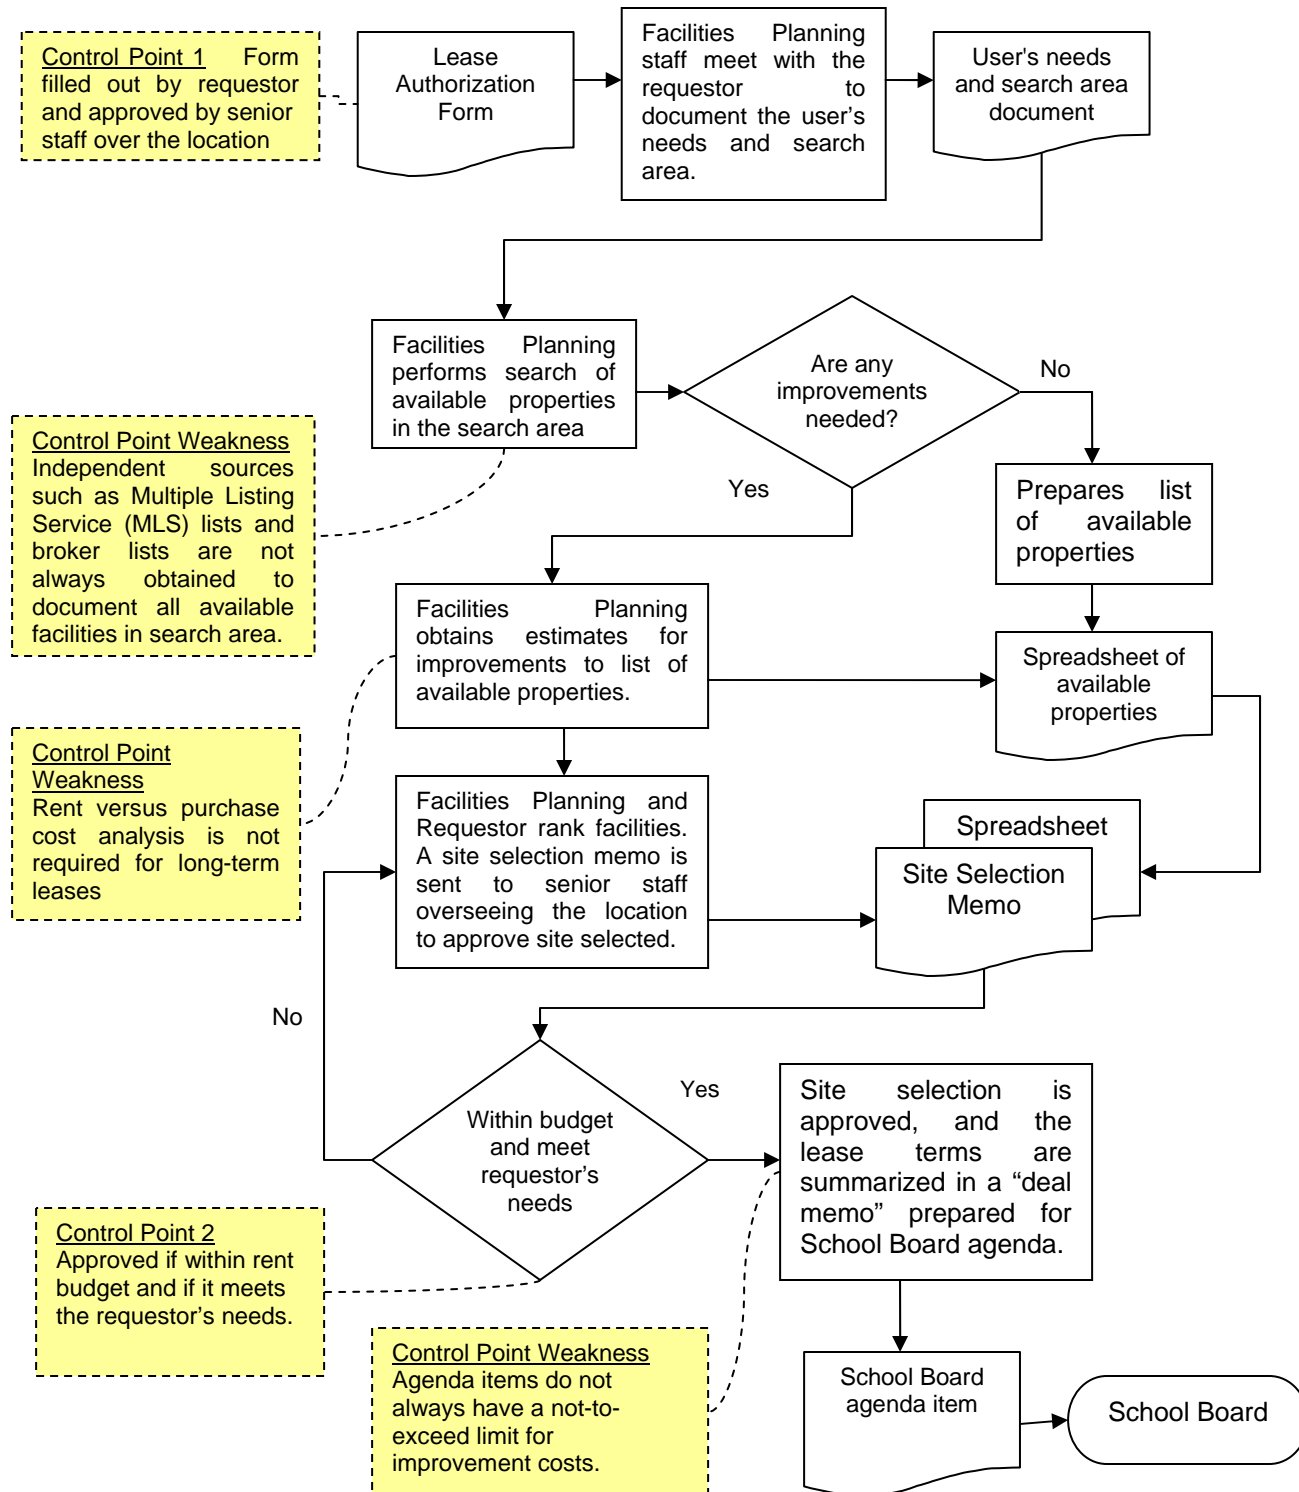 Control Point 1 Form
filled out by requestor
and approved by senior
staff over the location
Lease
Authorization
Form
Facilities Planning
staff meet with the
requestor to
document the user's
needs and search
area.
User's needs
and search area
document
Facilities Planning
performs search of
available properties
in the search area
Are any
improvements
needed?
No
Yes
Control Point Weakness
Independent sources
such as Multiple Listing
Service (MLS) lists and
broker lists are not
always obtained to
document all available
facilities in search area.
Prepares list
of available
properties
Facilities Planning
obtains estimates for
improvements to list of
available properties.
Spreadsheet of
available
properties
Control Point
Weakness
Rent versus purchase
cost analysis is not
required for long-term
leases
Facilities Planning and
Requestor rank facilities.
A site selection memo is
sent to senior staff
overseeing the location
to approve site selected.
Spreadsheet
Site Selection
Memo
No
Within budget
and meet
requestor's
needs
Yes
Site selection is
approved, and the
lease terms are
summarized in a “deal
memo” prepared for
School Board agenda.
Control Point 2
Approved if within rent
budget and if it meets
the requestor’s needs.
Control Point Weakness
Agenda items do not
always have a not-to-
exceed limit for
improvement costs.
School Board
agenda item
School Board